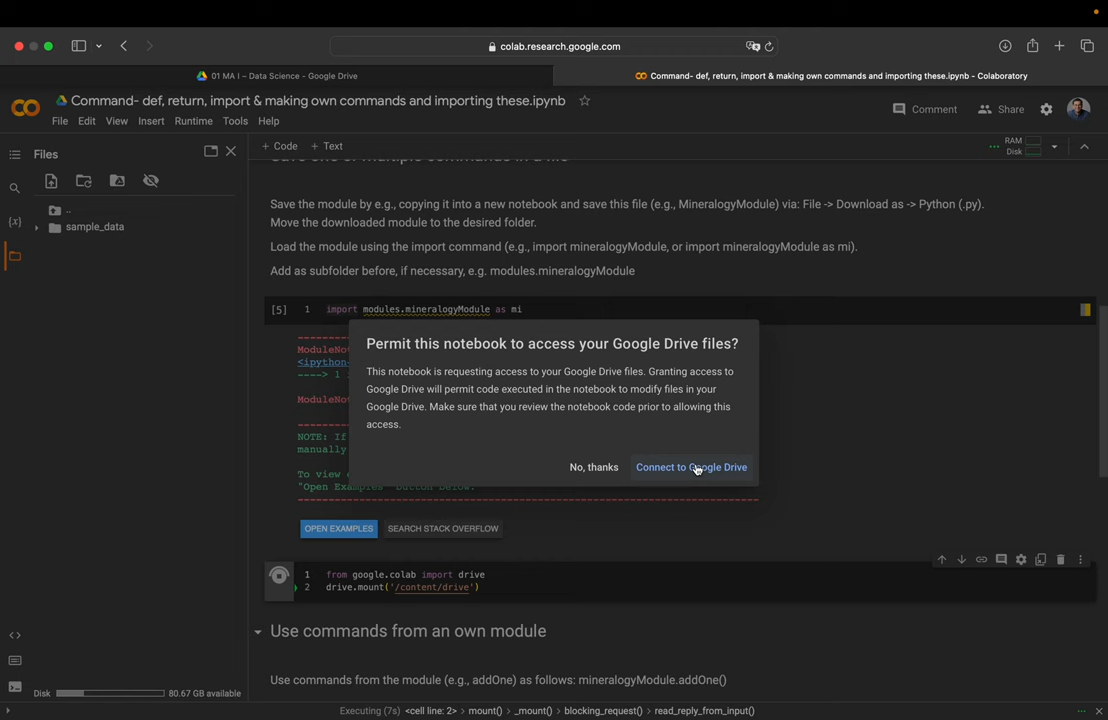 colab.research.google.com
01 MA I – Data Science - Google Drive
Command- def, return, import & making own commands and importing these.ipynb - Colaboratory
Command- def, return, import & making own commands and importing these.ipynb
Comment
Share
File Edit View Insert Runtime Tools Help
Files
+ Code + Text
RAM
Disk
..
sample_data
Save the module by e.g., copying it into a new notebook and save this file (e.g., MineralogyModule) via: File -> Download as -> Python (.py).
Move the downloaded module to the desired folder.
Load the module using the import command (e.g., import mineralogyModule, or import mineralogyModule as mi).
Add as subfolder before, if necessary, e.g. modules.mineralogyModule
[5] 1 import modules.mineralogyModule as mi
ModuleNot
<ipython-
----> 1 i
ModuleNot
NOTE: If
manually
To view e
"Open Examples" button below.
Permit this notebook to access your Google Drive files?
This notebook is requesting access to your Google Drive files. Granting access to
Google Drive will permit code executed in the notebook to modify files in your
Google Drive. Make sure that you review the notebook code prior to allowing this
access.
No, thanks
Connect to Google Drive
OPEN EXAMPLES SEARCH STACK OVERFLOW
1 from google.colab import drive
2 drive.mount('/content/drive')
Use commands from an own module
Use commands from the module (e.g., addOne) as follows: mineralogyModule.addOne()
Disk 80.67 GB available
Executing (7s) <cell line: 2> > mount() > _mount() > blocking_request() > read_reply_from_input()